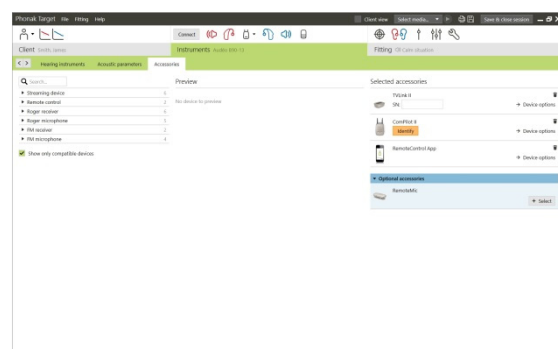 Phonak Target File Fitting Help
Client view Select media... Save & close session
Connect
Client Smith, James
Instruments Audéo B90-13
Fitting
Hearing instruments Acoustic parameters Accessories
Search...
Streaming device
Remote control
Roger receiver
Roger microphone
FM receiver
FM microphone 4
Show only compatible devices
Preview
No device to preview
Selected accessories
TVLink II
SN:
Device options
ComPilot II
Identify
Device options
RemoteControl App
Device options
Optional accessories
RemoteMic
+ Select